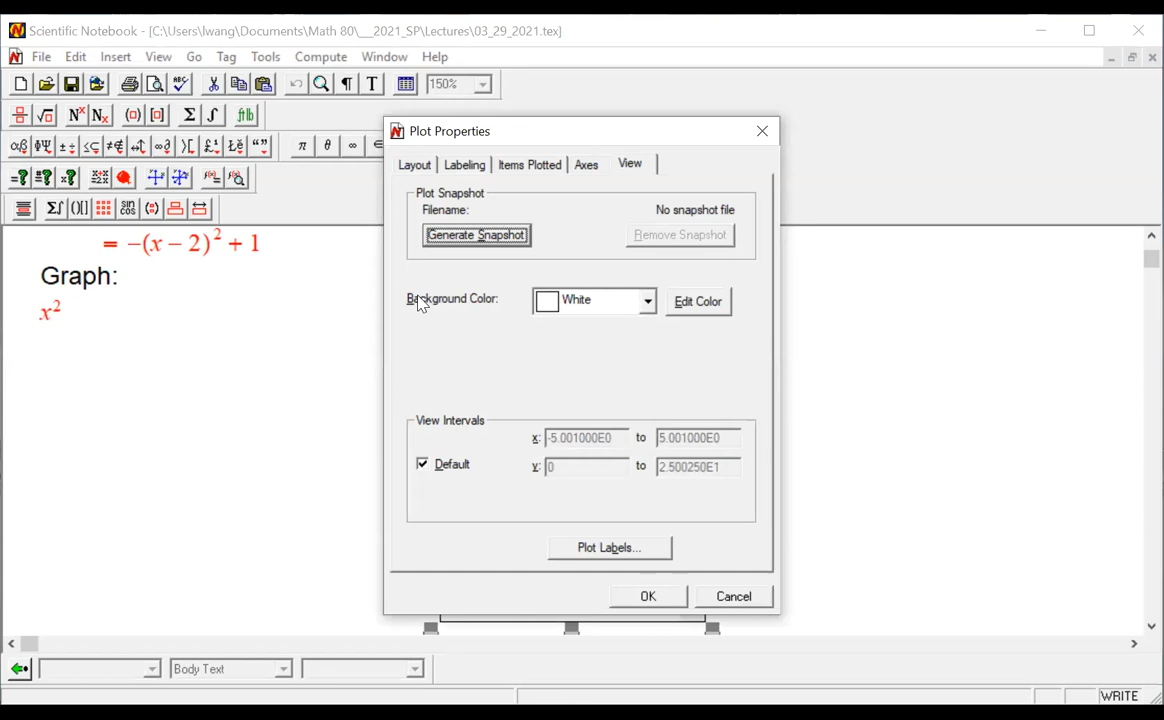 Scientific Notebook - [C:\Users\lwang\Documents\Math 80\__2021_SP\Lectures\03_29_2021.tex]
File Edit Insert View Go Tag Tools Compute Window Help
150%
= -(x - 2)² + 1
Graph:
x²
Plot Properties
Layout Labeling Items Plotted Axes View
Plot Snapshot
Filename: No snapshot file
Generate Snapshot Remove Snapshot
Background Color: White Edit Color
View Intervals
x: -5.001000E0 to 5.001000E0
Default y: 0 to 2.500250E1
Plot Labels...
OK Cancel
Body Text
WRITE